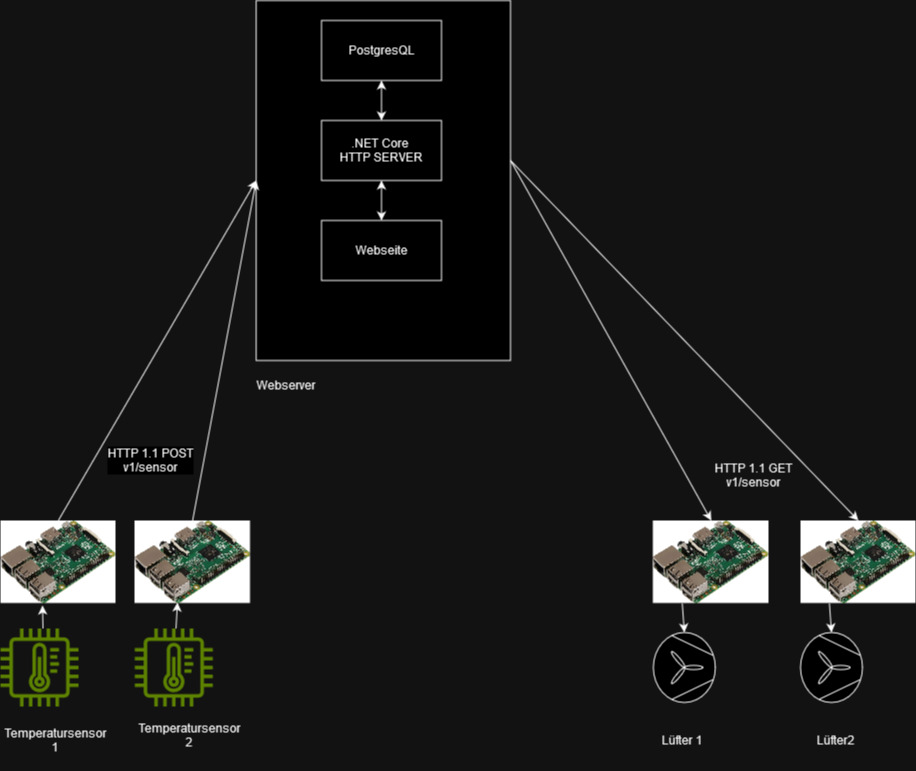 PostgresQL
.NET Core
HTTP SERVER
Webseite
Webserver
HTTP 1.1 POST
v1/sensor
HTTP 1.1 GET
v1/sensor
Temperatursensor
1
Temperatursensor
2
Lüfter 1
Lüfter2